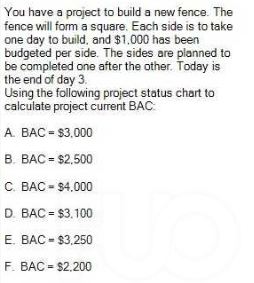 You have a project to build a new fence. The
fence will form a square. Each side is to take
one day to build, and $1,000 has been
budgeted per side. The sides are planned to
be completed one after the other. Today is
the end of day 3.
Using the following project status chart to
calculate project current BAC:
A. BAC = $3,000
B. BAC = $2,500
C. BAC = $4,000
D. BAC = $3,100
E. BAC = $3,250
F. BAC = $2,200